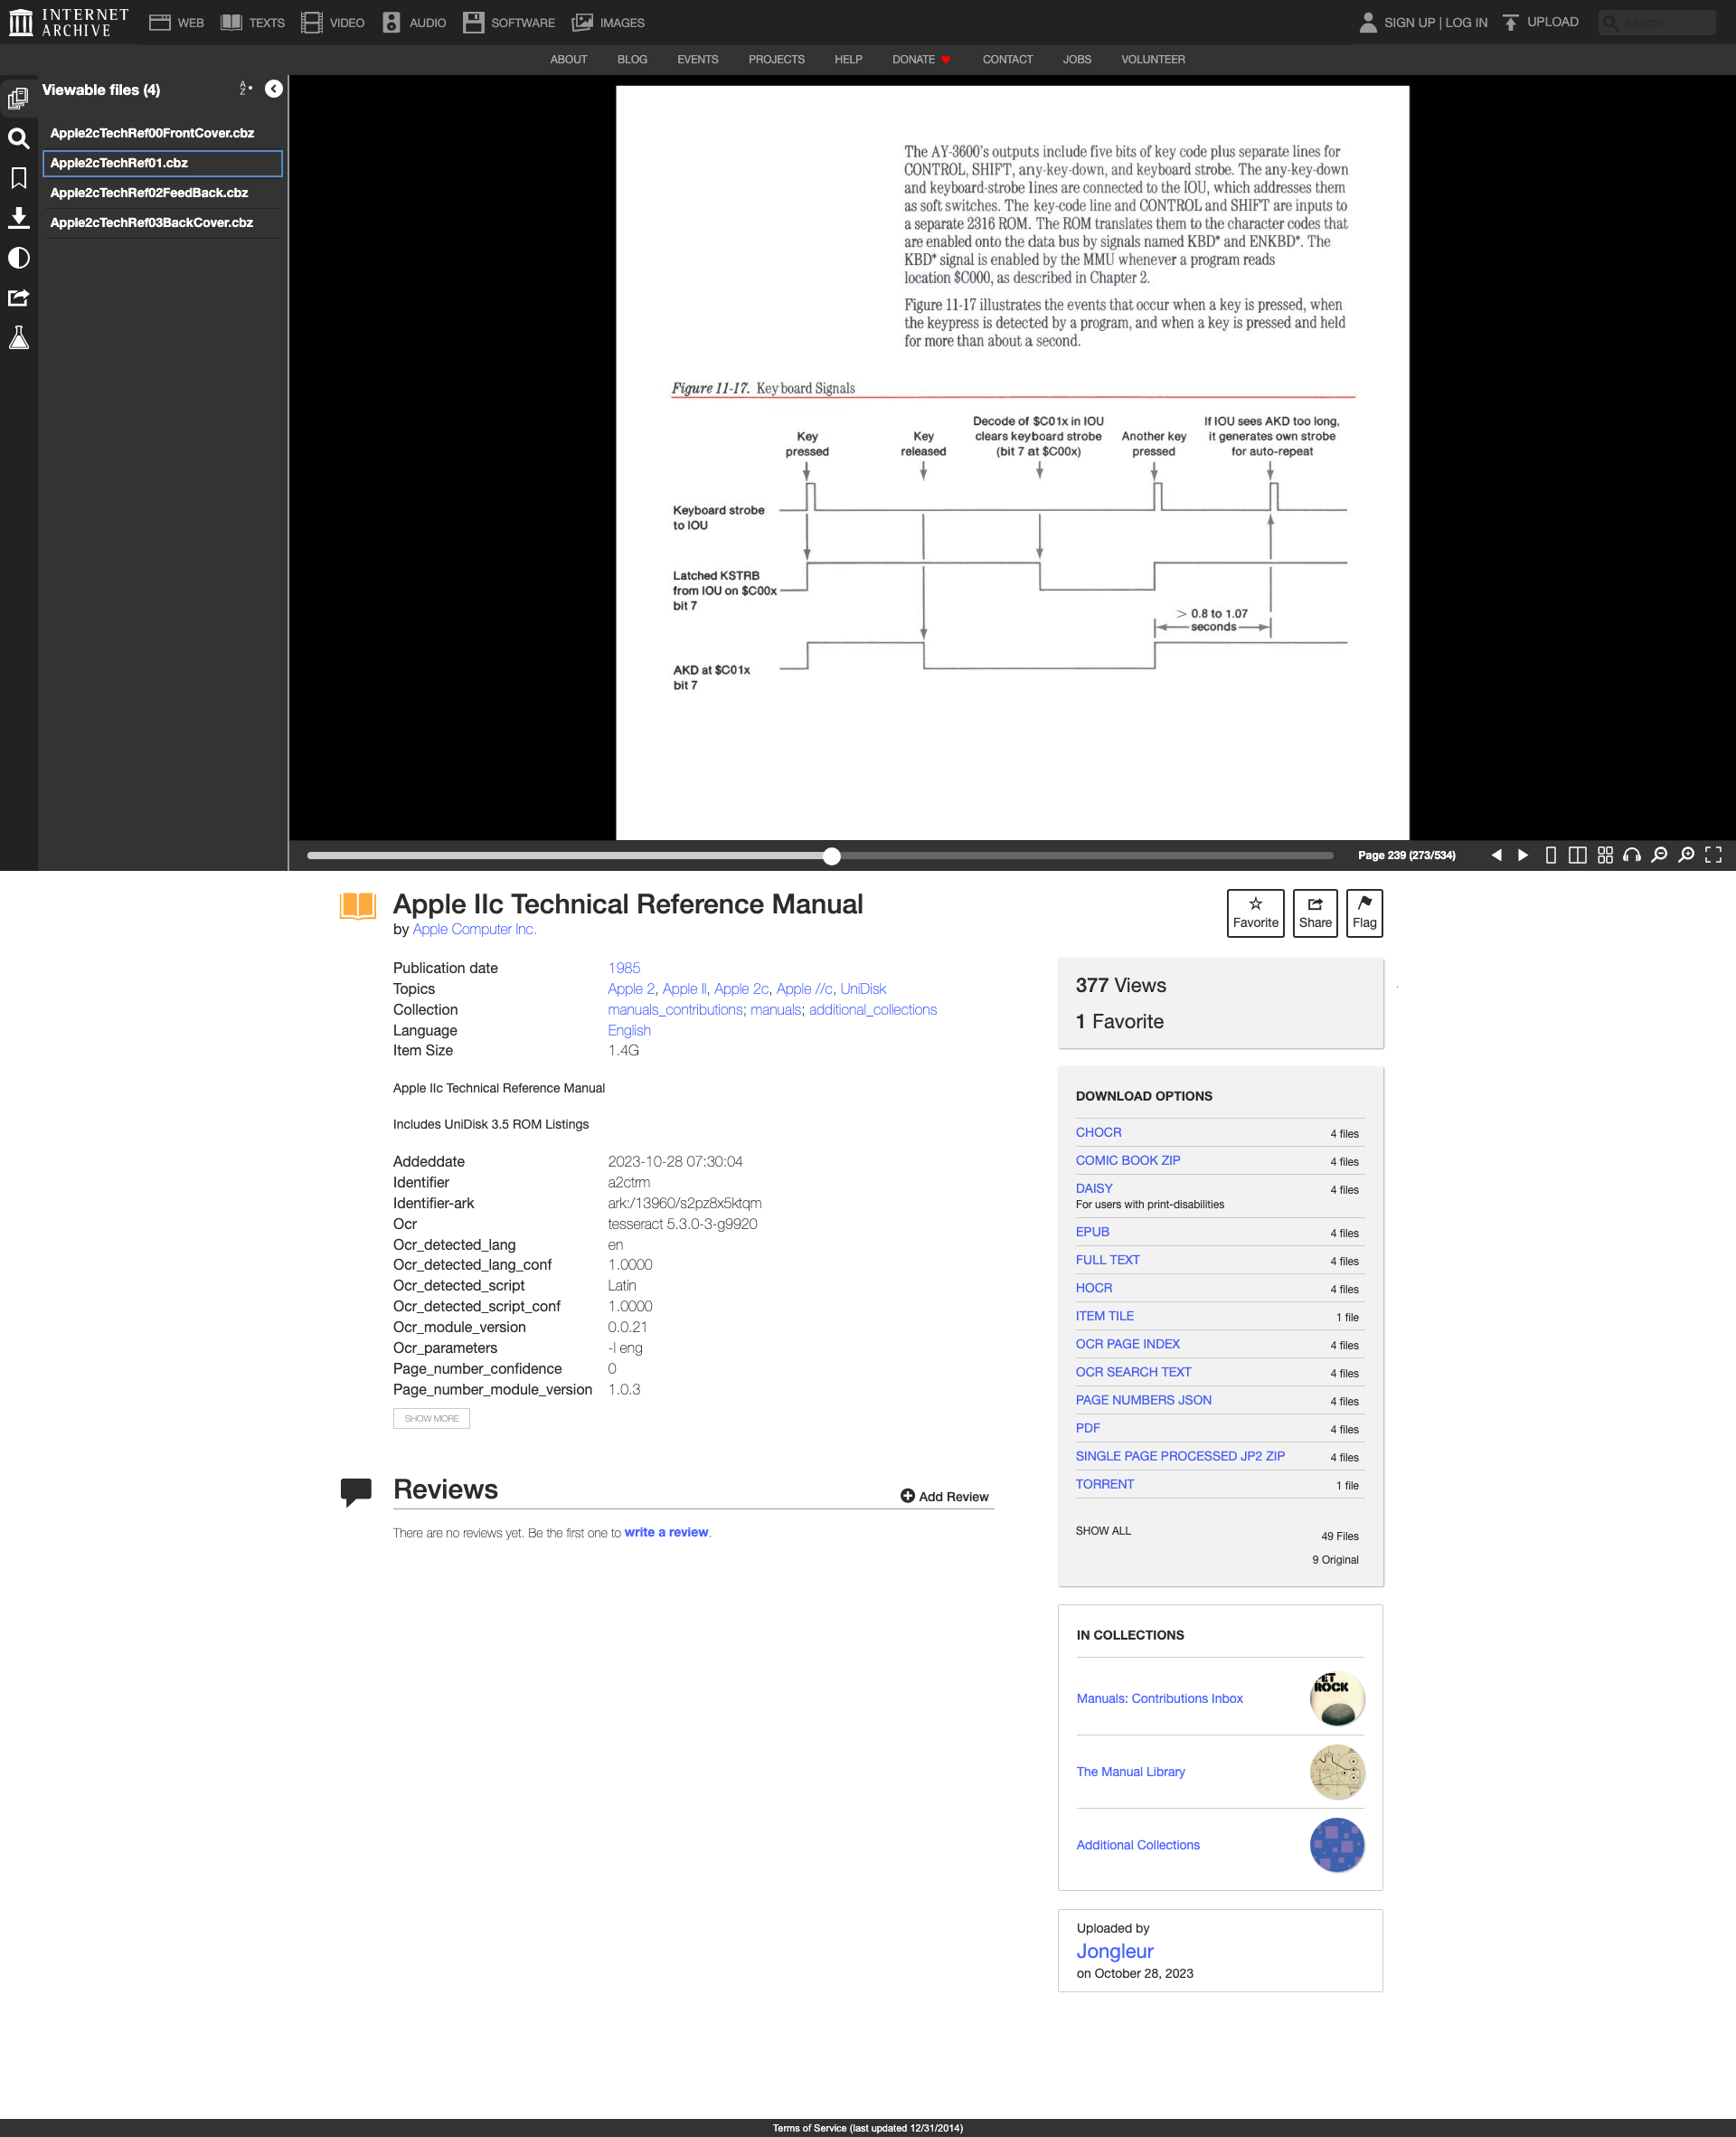 INTERNET
ARCHIVE
WEB
TEXTS
VIDEO
AUDIO
SOFTWARE
IMAGES
SIGN UP | LOG IN
UPLOAD
Search
ABOUT
BLOG
EVENTS
PROJECTS
HELP
DONATE
CONTACT
JOBS
VOLUNTEER
Viewable files (4)
A
Z
Apple2cTechRef00FrontCover.cbz
Apple2cTechRef01.cbz
Apple2cTechRef02FeedBack.cbz
Apple2cTechRef03BackCover.cbz
The AY-3600's outputs include five bits of key code plus separate lines for
CONTROL, SHIFT, any-key-down, and keyboard strobe. The any-key-down
and keyboard-strobe lines are connected to the IOU, which addresses them
as soft switches. The key-code line and CONTROL and SHIFT are inputs to
a separate 2316 ROM. The ROM translates them to the character codes that
are enabled onto the data bus by signals named KBD* and ENKBD*. The
KBD* signal is enabled by the MMU whenever a program reads
location $C000, as described in Chapter 2.
Figure 11-17 illustrates the events that occur when a key is pressed, when
the keypress is detected by a program, and when a key is pressed and held
for more than about a second.
Figure 11-17. Keyboard Signals
Key
pressed
Key
released
Decode of $C01x in IOU
clears keyboard strobe
(bit 7 at $C00x)
Another key
pressed
If IOU sees AKD too long,
it generates own strobe
for auto-repeat
Keyboard strobe
to IOU
Latched KSTRB
from IOU on $C00x
bit 7
> 0.8 to 1.07
seconds
AKD at $C01x
bit 7
Page 239 (273/534)
Apple IIc Technical Reference Manual
by Apple Computer Inc.
Favorite
Share
Flag
Publication date 1985
Topics Apple 2, Apple II, Apple 2c, Apple //c, UniDisk
Collection manuals_contributions; manuals; additional_collections
Language English
Item Size 1.4G
Apple IIc Technical Reference Manual
Includes UniDisk 3.5 ROM Listings
Addeddate 2023-10-28 07:30:04
Identifier a2ctrm
Identifier-ark ark:/13960/s2pz8x5ktqm
Ocr tesseract 5.3.0-3-g9920
Ocr_detected_lang en
Ocr_detected_lang_conf 1.0000
Ocr_detected_script Latin
Ocr_detected_script_conf 1.0000
Ocr_module_version 0.0.21
Ocr_parameters -l eng
Page_number_confidence 0
Page_number_module_version 1.0.3
SHOW MORE
Reviews
Add Review
There are no reviews yet. Be the first one to write a review.
377 Views
1 Favorite
DOWNLOAD OPTIONS
CHOCR 4 files
COMIC BOOK ZIP 4 files
DAISY 4 files
For users with print-disabilities
EPUB 4 files
FULL TEXT 4 files
HOCR 4 files
ITEM TILE 1 file
OCR PAGE INDEX 4 files
OCR SEARCH TEXT 4 files
PAGE NUMBERS JSON 4 files
PDF 4 files
SINGLE PAGE PROCESSED JP2 ZIP 4 files
TORRENT 1 file
SHOW ALL 49 Files
9 Original
IN COLLECTIONS
Manuals: Contributions Inbox
ET
ROCK
The Manual Library
Additional Collections
Uploaded by
Jongleur
on October 28, 2023
Terms of Service (last updated 12/31/2014)